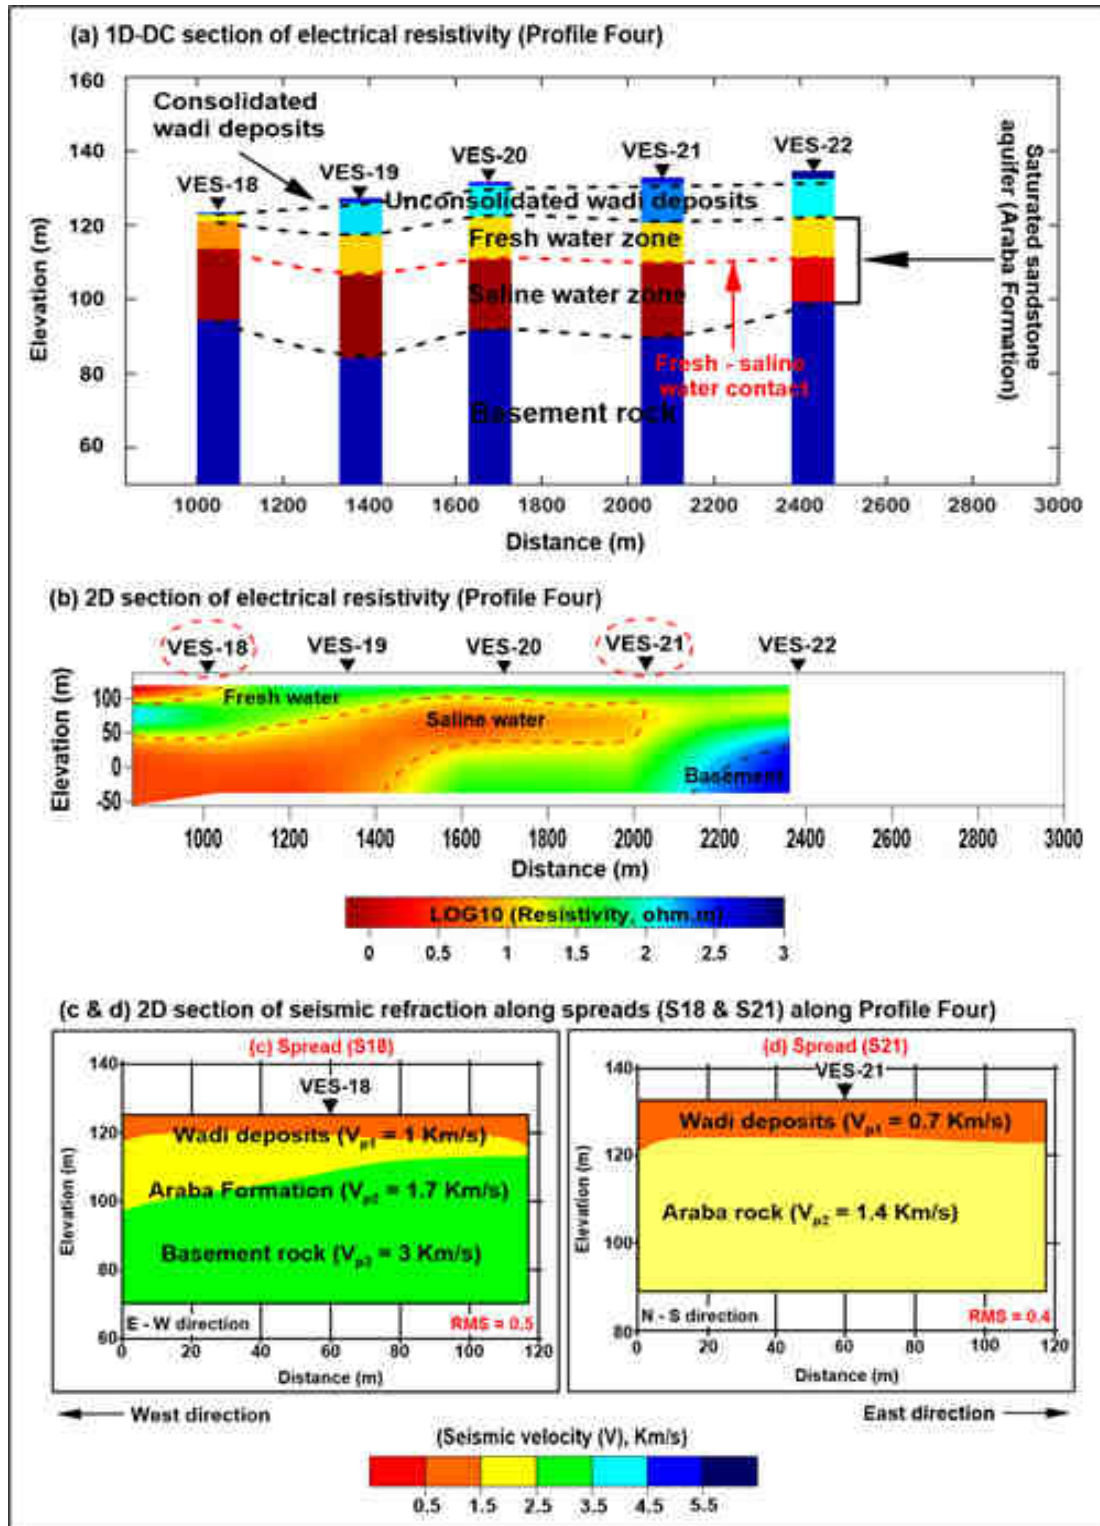 (a) 1D-DC section of electrical resistivity (Profile Four)
160
140
120
100
80
60
Elevation (m)
Consolidated
wadi deposits
VES-18
VES-19
VES-20
VES-21
VES-22
Unconsolidated wadi deposits
Fresh water zone
Saline water zone
Fresh - saline
water contact
Basement rock
Saturated sandstone
aquifer (Araba Formation)
1000 1200 1400 1600 1800 2000 2200 2400 2600 2800 3000
Distance (m)
(b) 2D section of electrical resistivity (Profile Four)
VES-18 VES-19 VES-20 VES-21 VES-22
Elevation (m)
100
50
0
-50
Fresh water
Saline water
Basement
1000 1200 1400 1600 1800 2000 2200 2400 2600 2800 3000
Distance (m)
LOG10 (Resistivity, ohm.m)
0 0.5 1 1.5 2 2.5 3
(c & d) 2D section of seismic refraction along spreads (S18 & S21) along Profile Four)
(c) Spread (S18)
VES-18
140
120
100
80
60
Elevation (m)
Wadi deposits (Vp1 = 1 Km/s)
Araba Formation (Vp2 = 1.7 Km/s)
Basement rock (Vp3 = 3 Km/s)
E - W direction
RMS = 0.5
0 20 40 60 80 100 120
Distance (m)
(d) Spread (S21)
VES-21
140
120
100
80
Elevation (m)
Wadi deposits (Vp1 = 0.7 Km/s)
Araba rock (Vp2 = 1.4 Km/s)
N - S direction
RMS = 0.4
0 20 40 60 80 100 120
Distance (m)
West direction
East direction
(Seismic velocity (V), Km/s)
0.5 1.5 2.5 3.5 4.5 5.5